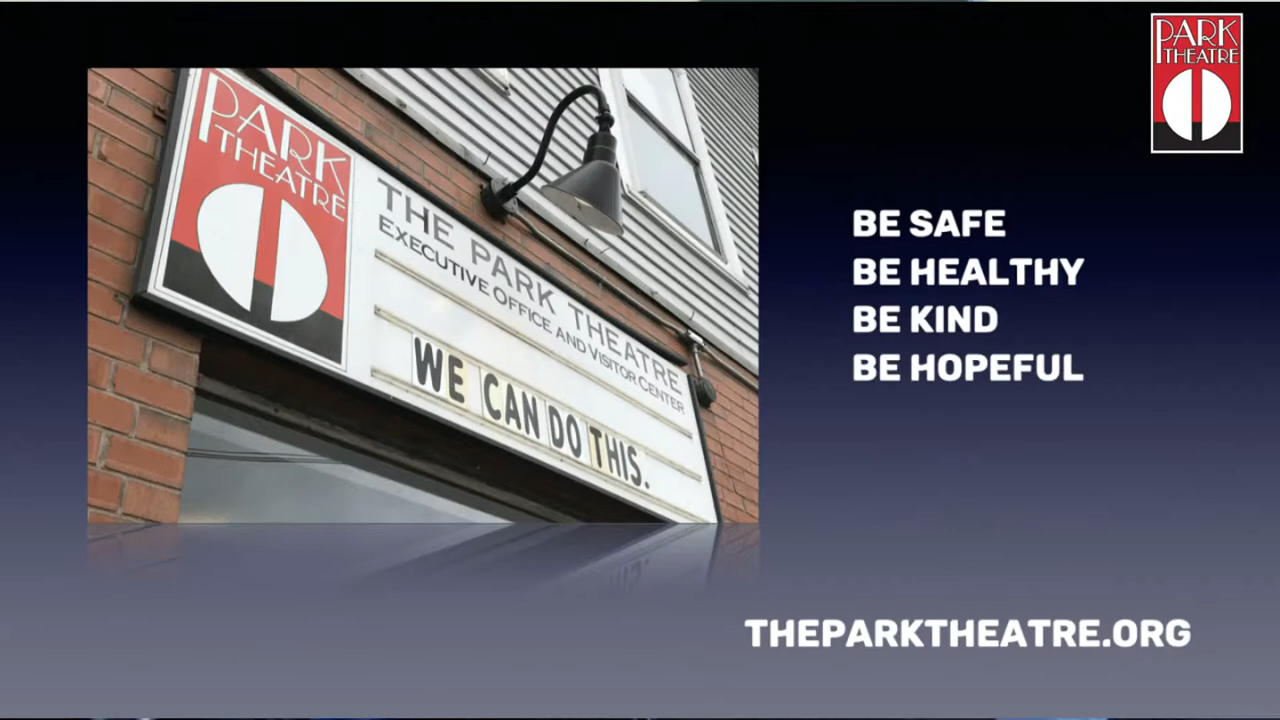 PARK
THEATRE
PARK
THEATRE
THE PARK THEATRE
EXECUTIVE OFFICE AND VISITOR CENTER
WE CAN DO THIS.
BE SAFE
BE HEALTHY
BE KIND
BE HOPEFUL
THEPARKTHEATRE.ORG